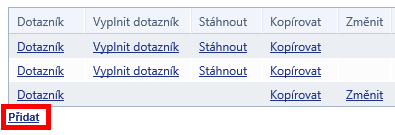 Dotazník Vyplnit dotazník Stáhnout Kopírovat Změnit
Dotazník Vyplnit dotazník Stáhnout Kopírovat
Dotazník Vyplnit dotazník Stáhnout Kopírovat
Dotazník Kopírovat Změnit
Přidat